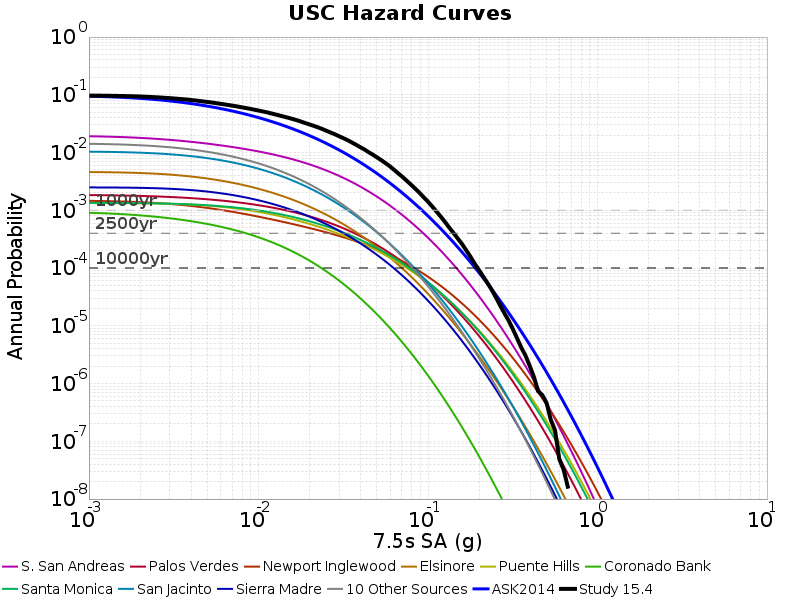 USC Hazard Curves
10^0
10^-1
10^-2
10^-3
10^-4
10^-5
10^-6
10^-7
10^-8
Annual Probability
1000yr
2500yr
10000yr
10^-3 10^-2 10^-1 10^0 10^1
7.5s SA (g)
S. San Andreas Palos Verdes Newport Inglewood Elsinore Puente Hills Coronado Bank
Santa Monica San Jacinto Sierra Madre 10 Other Sources ASK2014 Study 15.4